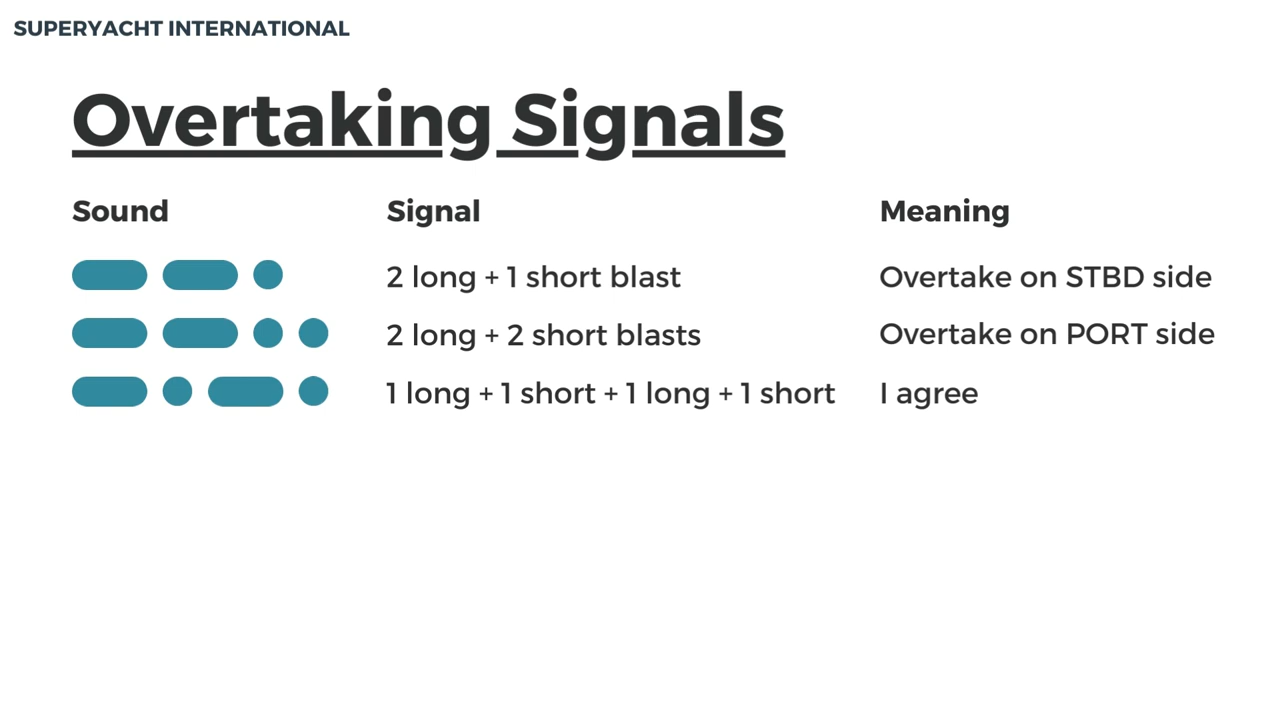 SUPERYACHT INTERNATIONAL
Overtaking Signals
Sound Signal Meaning
2 long + 1 short blast Overtake on STBD side
2 long + 2 short blasts Overtake on PORT side
1 long + 1 short + 1 long + 1 short I agree